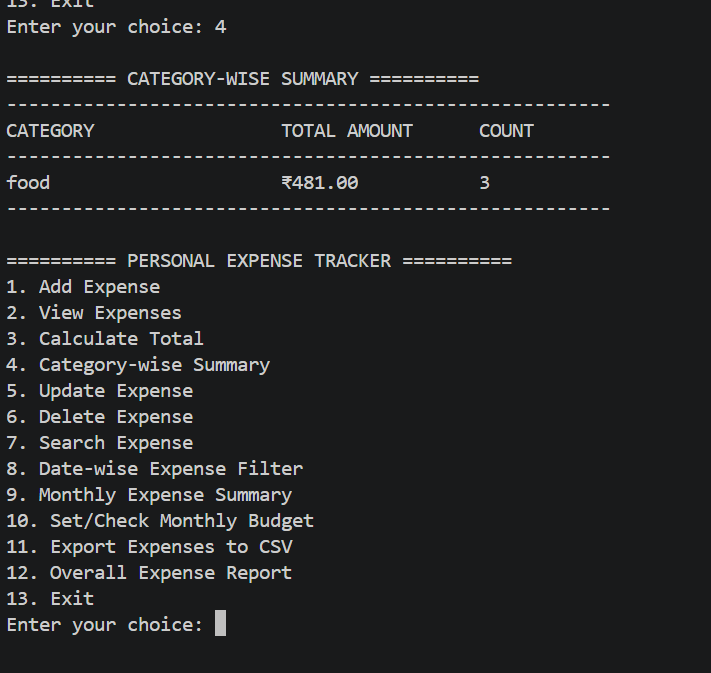 13. Exit
Enter your choice: 4
========== CATEGORY-WISE SUMMARY ==========
-------------------------------------------------------
CATEGORY                 TOTAL AMOUNT      COUNT
-------------------------------------------------------
food                     ₹481.00           3
-------------------------------------------------------
========== PERSONAL EXPENSE TRACKER ==========
1. Add Expense
2. View Expenses
3. Calculate Total
4. Category-wise Summary
5. Update Expense
6. Delete Expense
7. Search Expense
8. Date-wise Expense Filter
9. Monthly Expense Summary
10. Set/Check Monthly Budget
11. Export Expenses to CSV
12. Overall Expense Report
13. Exit
Enter your choice: